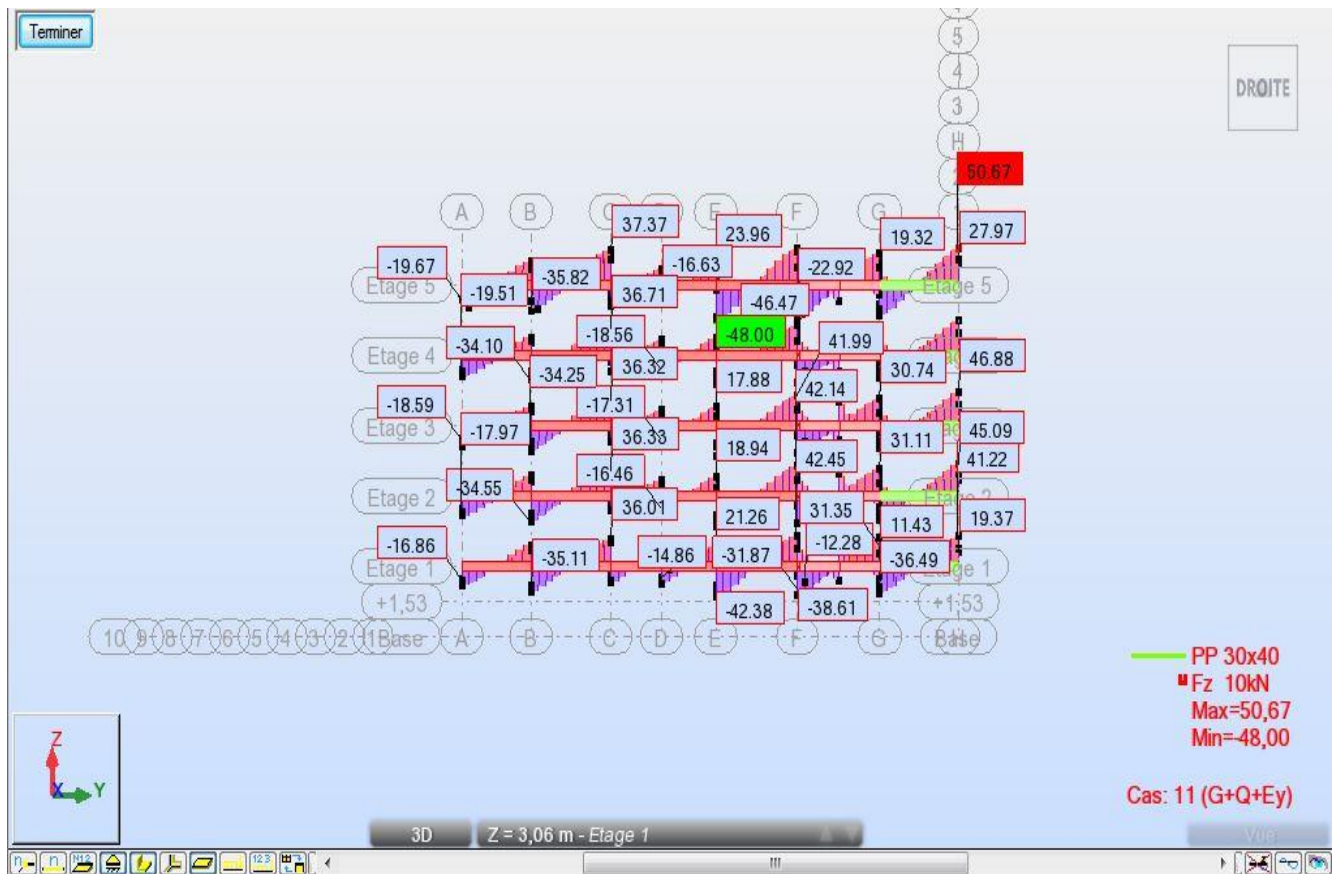 Terminer
5
4
3
H
DROITE
50.67
A
B
C
E
F
G
37.37
23.96
19.32
27.97
-19.67
-35.82
-16.63
-22.92
Etage 5
-19.51
36.71
-46.47
Etage 5
-34.10
-18.56
-48.00
41.99
Etage 4
-34.25
36.32
17.88
42.14
30.74
46.88
-18.59
-17.31
Etage 3
-17.97
36.33
18.94
42.45
31.11
45.09
-16.46
41.22
-34.55
Etage 2
36.01
21.26
31.35
11.43
19.37
-16.86
-35.11
-14.86
-31.87
-12.28
-36.49
Etage 1
Etage 1
+1,53
-42.38
-38.61
+1,53
10 9 8 7 6 5 4 3 2 1 Base A B C D E F G H Base
PP 30x40
Fz 10kN
Max=50,67
Min=-48,00
Cas: 11 (G+Q+Ey)
Z
X
Y
3D
Z = 3,06 m - Etage 1
Vue